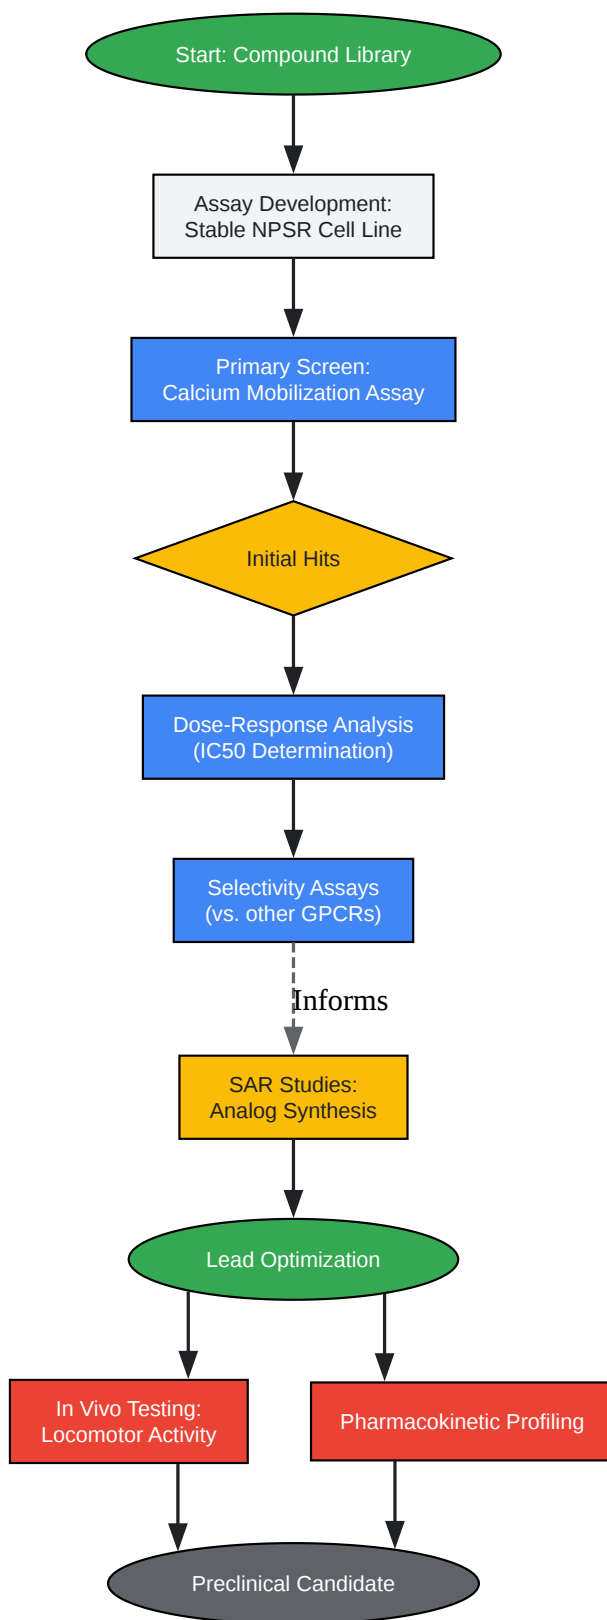 Start: Compound Library
Assay Development:
Stable NPSR Cell Line
Primary Screen:
Calcium Mobilization Assay
Initial Hits
Dose-Response Analysis
(IC50 Determination)
Selectivity Assays
(vs. other GPCRs)
Informs
SAR Studies:
Analog Synthesis
Lead Optimization
In Vivo Testing:
Locomotor Activity
Pharmacokinetic Profiling
Preclinical Candidate